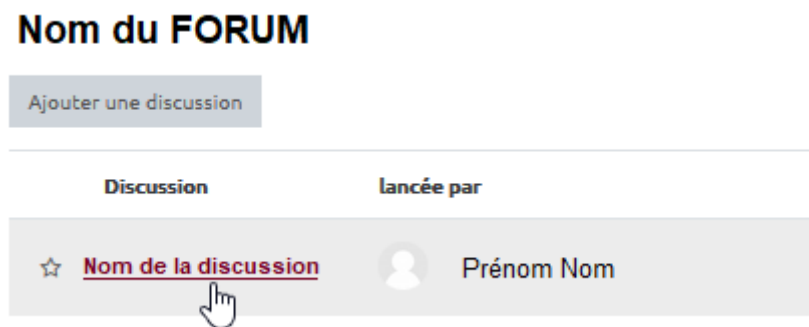 Nom du FORUM
Ajouter une discussion
Discussion lancée par
Nom de la discussion Prénom Nom